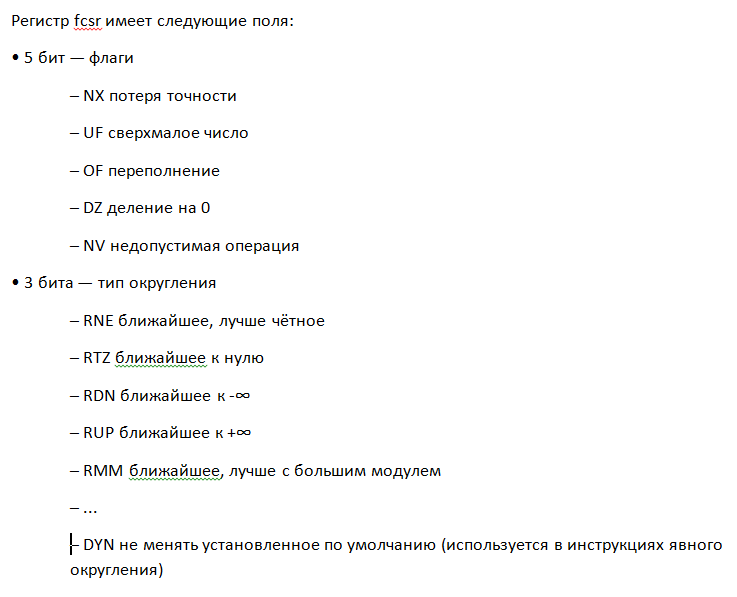 Регистр fcsr имеет следующие поля:
• 5 бит — флаги
– NX потеря точности
– UF сверхмалое число
– OF переполнение
– DZ деление на 0
– NV недопустимая операция
• 3 бита — тип округления
– RNE ближайшее, лучше чётное
– RTZ ближайшее к нулю
– RDN ближайшее к -∞
– RUP ближайшее к +∞
– RMM ближайшее, лучше с большим модулем
– ...
– DYN не менять установленное по умолчанию (используется в инструкциях явного
округления)